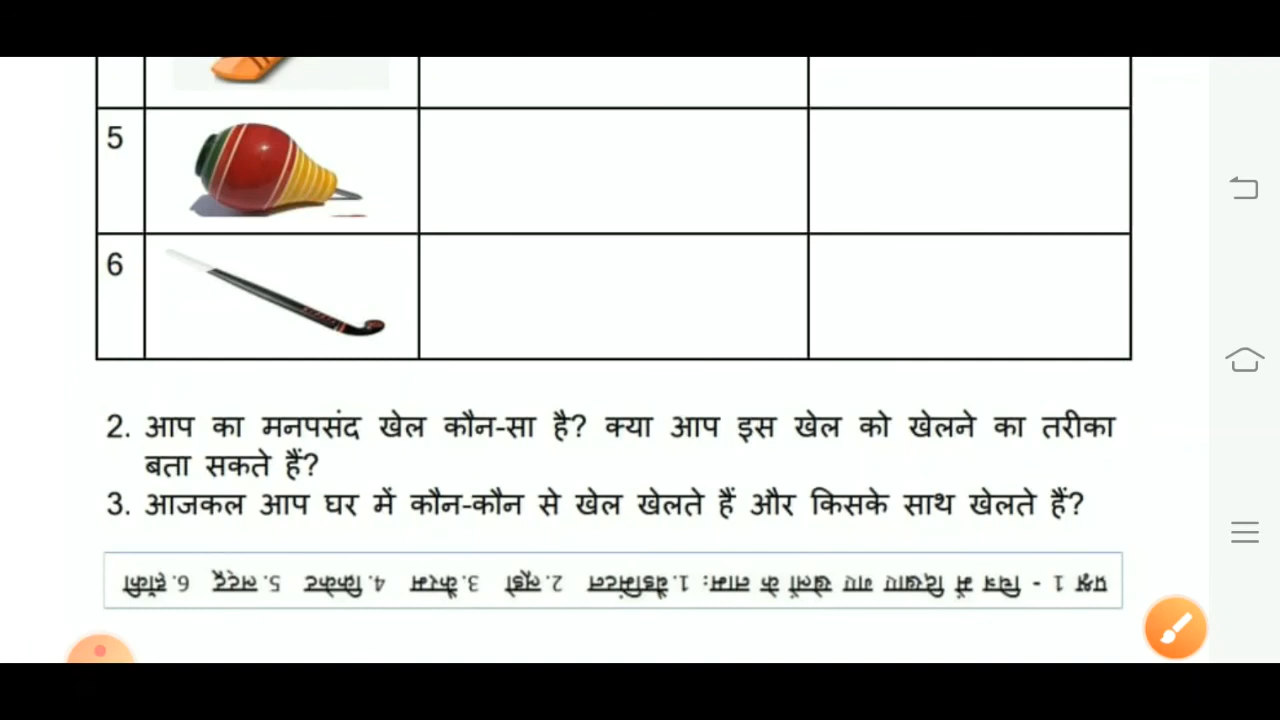 5
6
2. आप का मनपसंद खेल कौन-सा है? क्या आप इस खेल को खेलने का तरीका
बता सकते हैं?
3. आजकल आप घर में कौन-कौन से खेल खेलते हैं और किसके साथ खेलते हैं?
प्रश्न 1 - चित्र में दिखाए गए खेलों के नाम: 1. बैडमिंटन 2. लूडो 3. कैरम 4. क्रिकेट 5. लट्टू 6. हॉकी